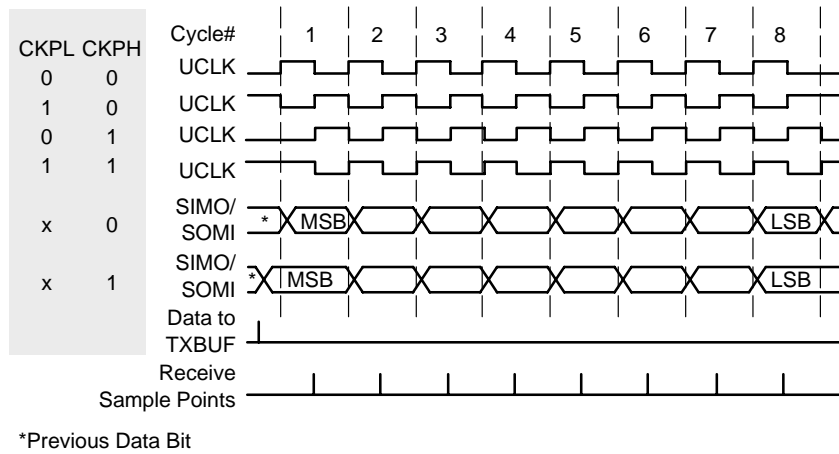 Cycle# 1 2 3 4 5 6 7 8
CKPL CKPH
0 0 UCLK
1 0 UCLK
0 1 UCLK
1 1 UCLK
x 0 SIMO/
SOMI * MSB LSB
x 1 SIMO/
SOMI * MSB LSB
Data to
TXBUF
Receive
Sample Points
*Previous Data Bit